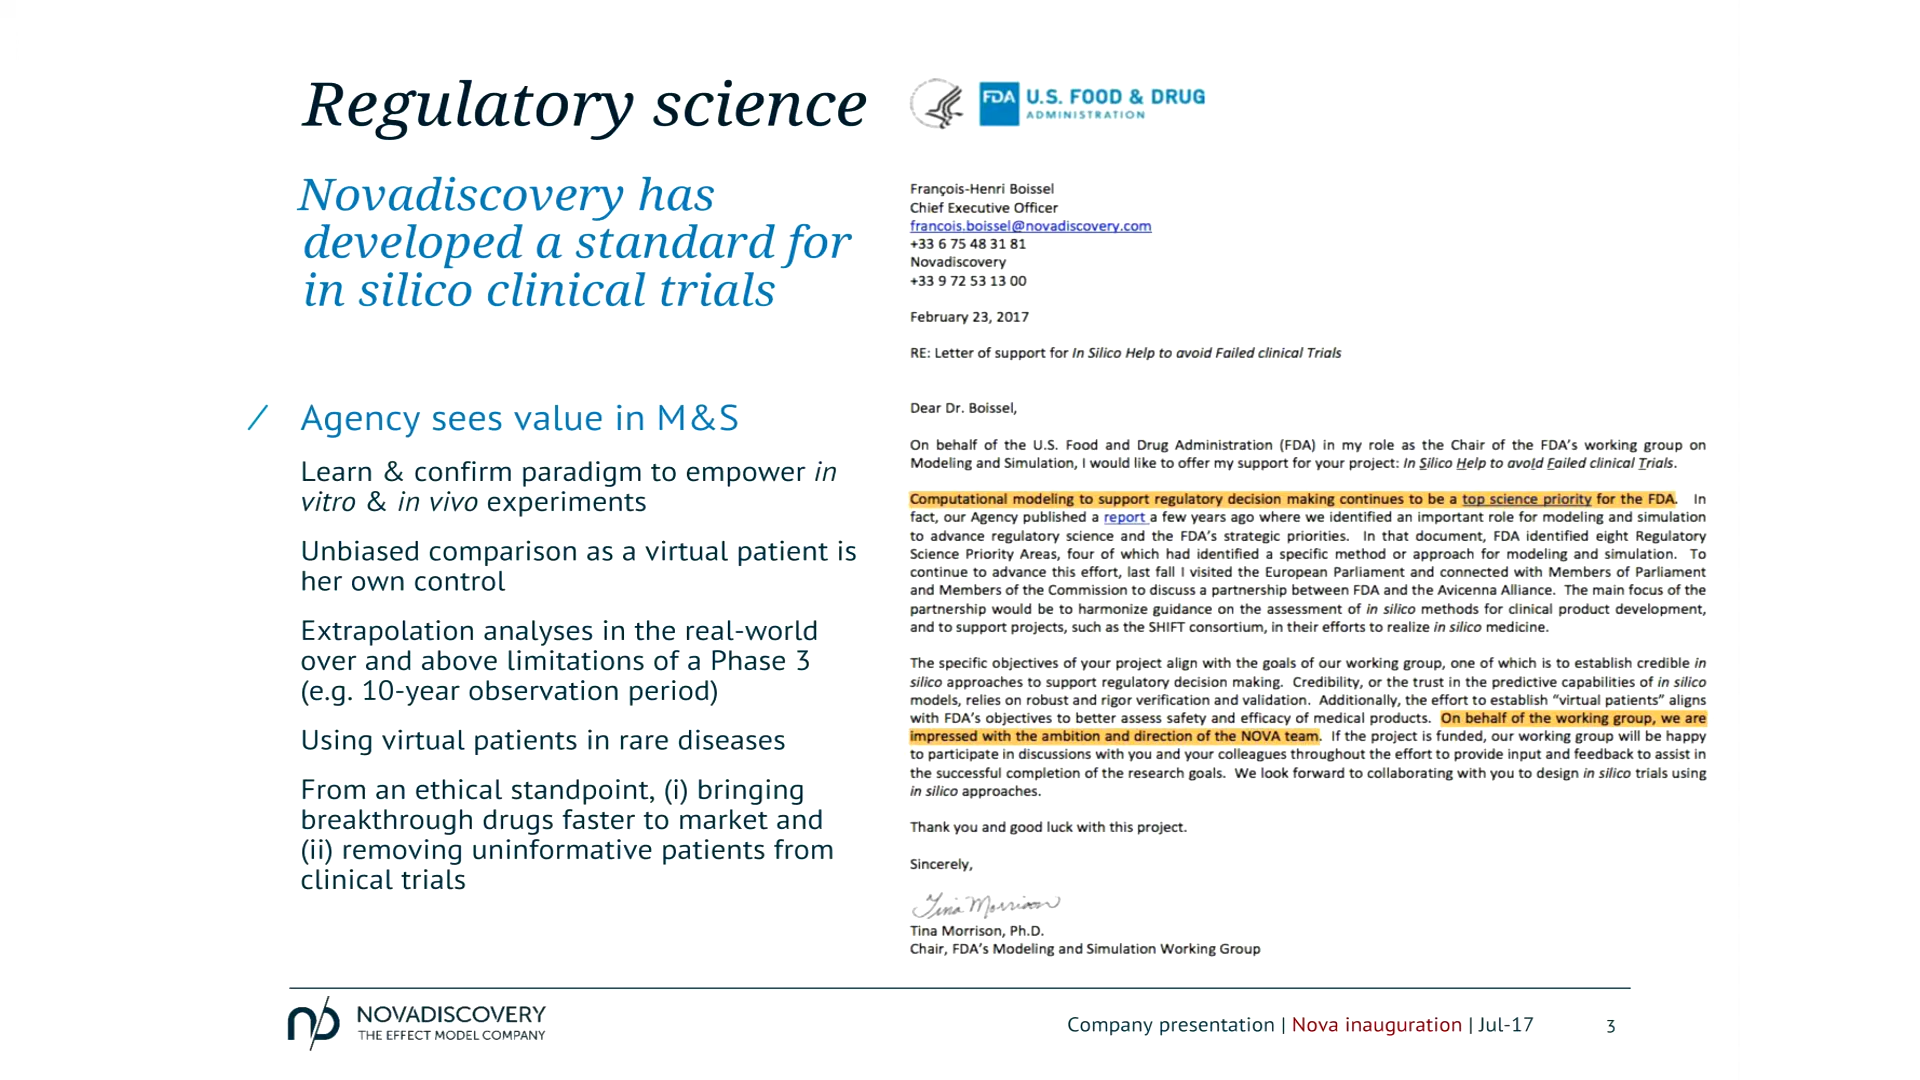 Regulatory science
Novadiscovery has
developed a standard for
in silico clinical trials
/ Agency sees value in M&S
Learn & confirm paradigm to empower in
vitro & in vivo experiments
Unbiased comparison as a virtual patient is
her own control
Extrapolation analyses in the real-world
over and above limitations of a Phase 3
(e.g. 10-year observation period)
Using virtual patients in rare diseases
From an ethical standpoint, (i) bringing
breakthrough drugs faster to market and
(ii) removing uninformative patients from
clinical trials
FDA U.S. FOOD & DRUG
ADMINISTRATION
François-Henri Boissel
Chief Executive Officer
francois.boissel@novadiscovery.com
+33 6 75 48 31 81
Novadiscovery
+33 9 72 53 13 00
February 23, 2017
RE: Letter of support for In Silico Help to avoid Failed clinical Trials
Dear Dr. Boissel,
On behalf of the U.S. Food and Drug Administration (FDA) in my role as the Chair of the FDA's working group on
Modeling and Simulation, I would like to offer my support for your project: In Silico Help to avoId Failed clinical Trials.
Computational modeling to support regulatory decision making continues to be a top science priority for the FDA. In
fact, our Agency published a report a few years ago where we identified an important role for modeling and simulation
to advance regulatory science and the FDA's strategic priorities. In that document, FDA identified eight Regulatory
Science Priority Areas, four of which had identified a specific method or approach for modeling and simulation. To
continue to advance this effort, last fall I visited the European Parliament and connected with Members of Parliament
and Members of the Commission to discuss a partnership between FDA and the Avicenna Alliance. The main focus of the
partnership would be to harmonize guidance on the assessment of in silico methods for clinical product development,
and to support projects, such as the SHIFT consortium, in their efforts to realize in silico medicine.
The specific objectives of your project align with the goals of our working group, one of which is to establish credible in
silico approaches to support regulatory decision making. Credibility, or the trust in the predictive capabilities of in silico
models, relies on robust and rigor verification and validation. Additionally, the effort to establish “virtual patients” aligns
with FDA's objectives to better assess safety and efficacy of medical products. On behalf of the working group, we are
impressed with the ambition and direction of the NOVA team. If the project is funded, our working group will be happy
to participate in discussions with you and your colleagues throughout the effort to provide input and feedback to assist in
the successful completion of the research goals. We look forward to collaborating with you to design in silico trials using
in silico approaches.
Thank you and good luck with this project.
Sincerely,
Tina Morrison
Tina Morrison, Ph.D.
Chair, FDA's Modeling and Simulation Working Group
NOVADISCOVERY
THE EFFECT MODEL COMPANY
Company presentation | Nova inauguration | Jul-17
3